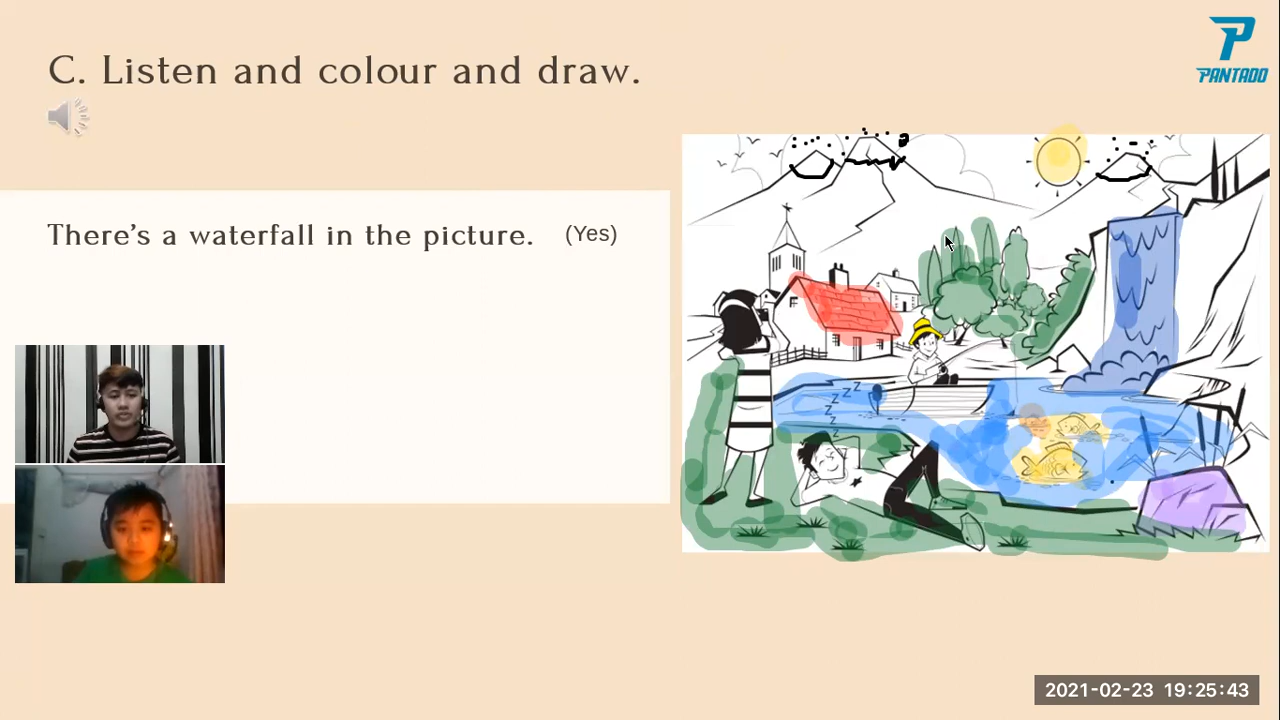 C. Listen and colour and draw.
PANTADO
There's a waterfall in the picture. (Yes)
z z z
z
z
z
z
2021-02-23 19:25:43